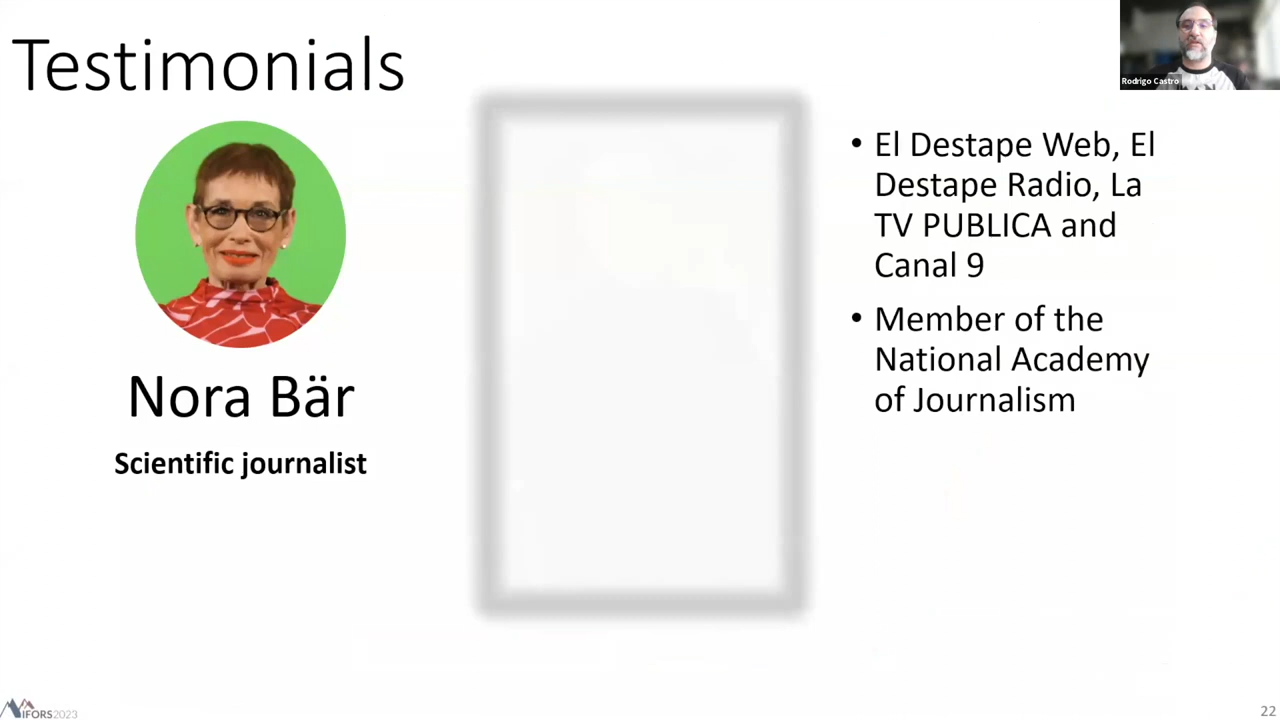 Testimonials
Rodrigo Castro
Nora Bär
Scientific journalist
• El Destape Web, El
Destape Radio, La
TV PUBLICA and
Canal 9
• Member of the
National Academy
of Journalism
IFORS2023
22